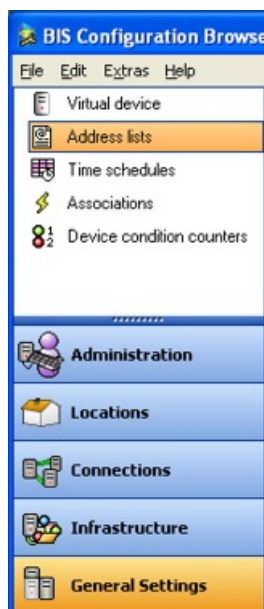 BIS Configuration Browse
File Edit Extras Help
Virtual device
Address lists
Time schedules
Associations
Device condition counters
Administration
Locations
Connections
Infrastructure
General Settings